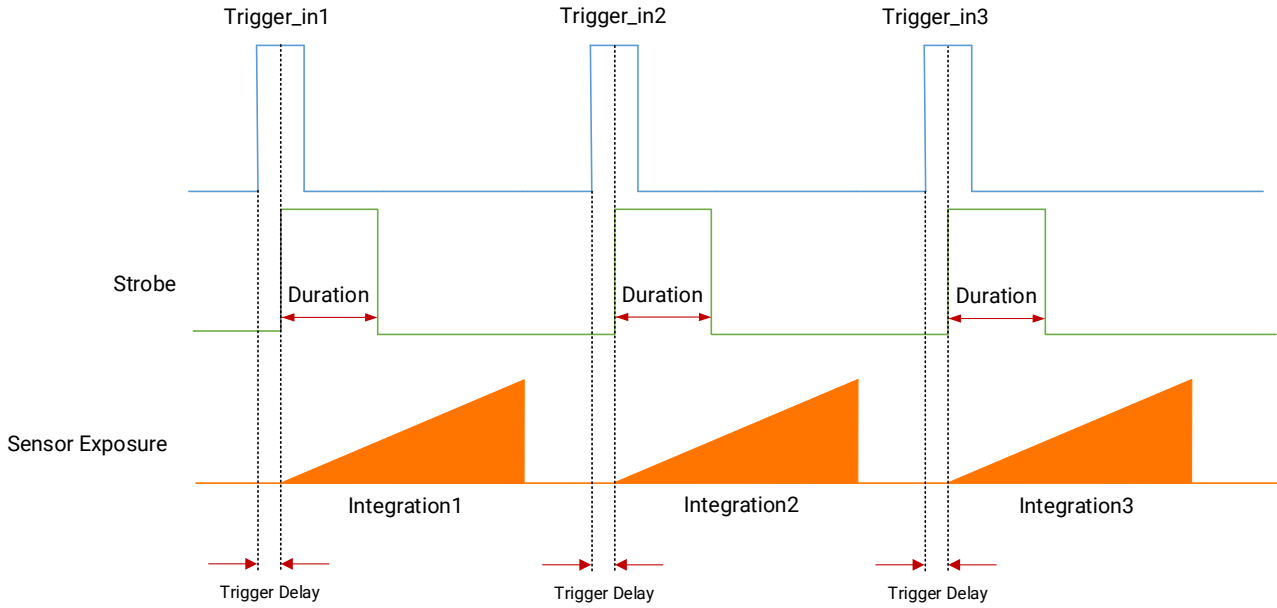 Trigger_in1
Trigger_in2
Trigger_in3
Strobe
Duration
Duration
Duration
Sensor Exposure
Integration1
Integration2
Integration3
Trigger Delay
Trigger Delay
Trigger Delay